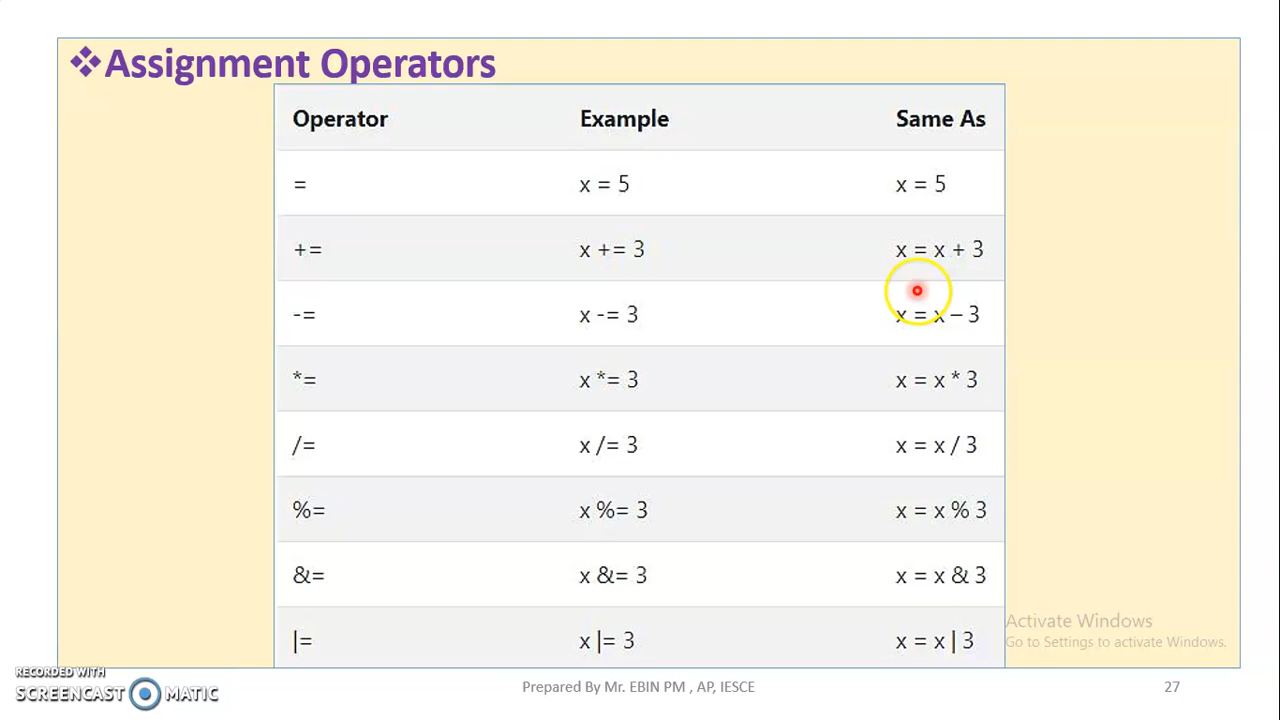 ❖Assignment Operators
Operator Example Same As
= x = 5 x = 5
+= x += 3 x = x + 3
-= x -= 3 x = x – 3
*= x *= 3 x = x * 3
/= x /= 3 x = x / 3
%= x %= 3 x = x % 3
&= x &= 3 x = x & 3
|= x |= 3 x = x | 3
Activate Windows
Go to Settings to activate Windows.
RECORDED WITH
SCREENCAST MATIC
Prepared By Mr. EBIN PM , AP, IESCE
27